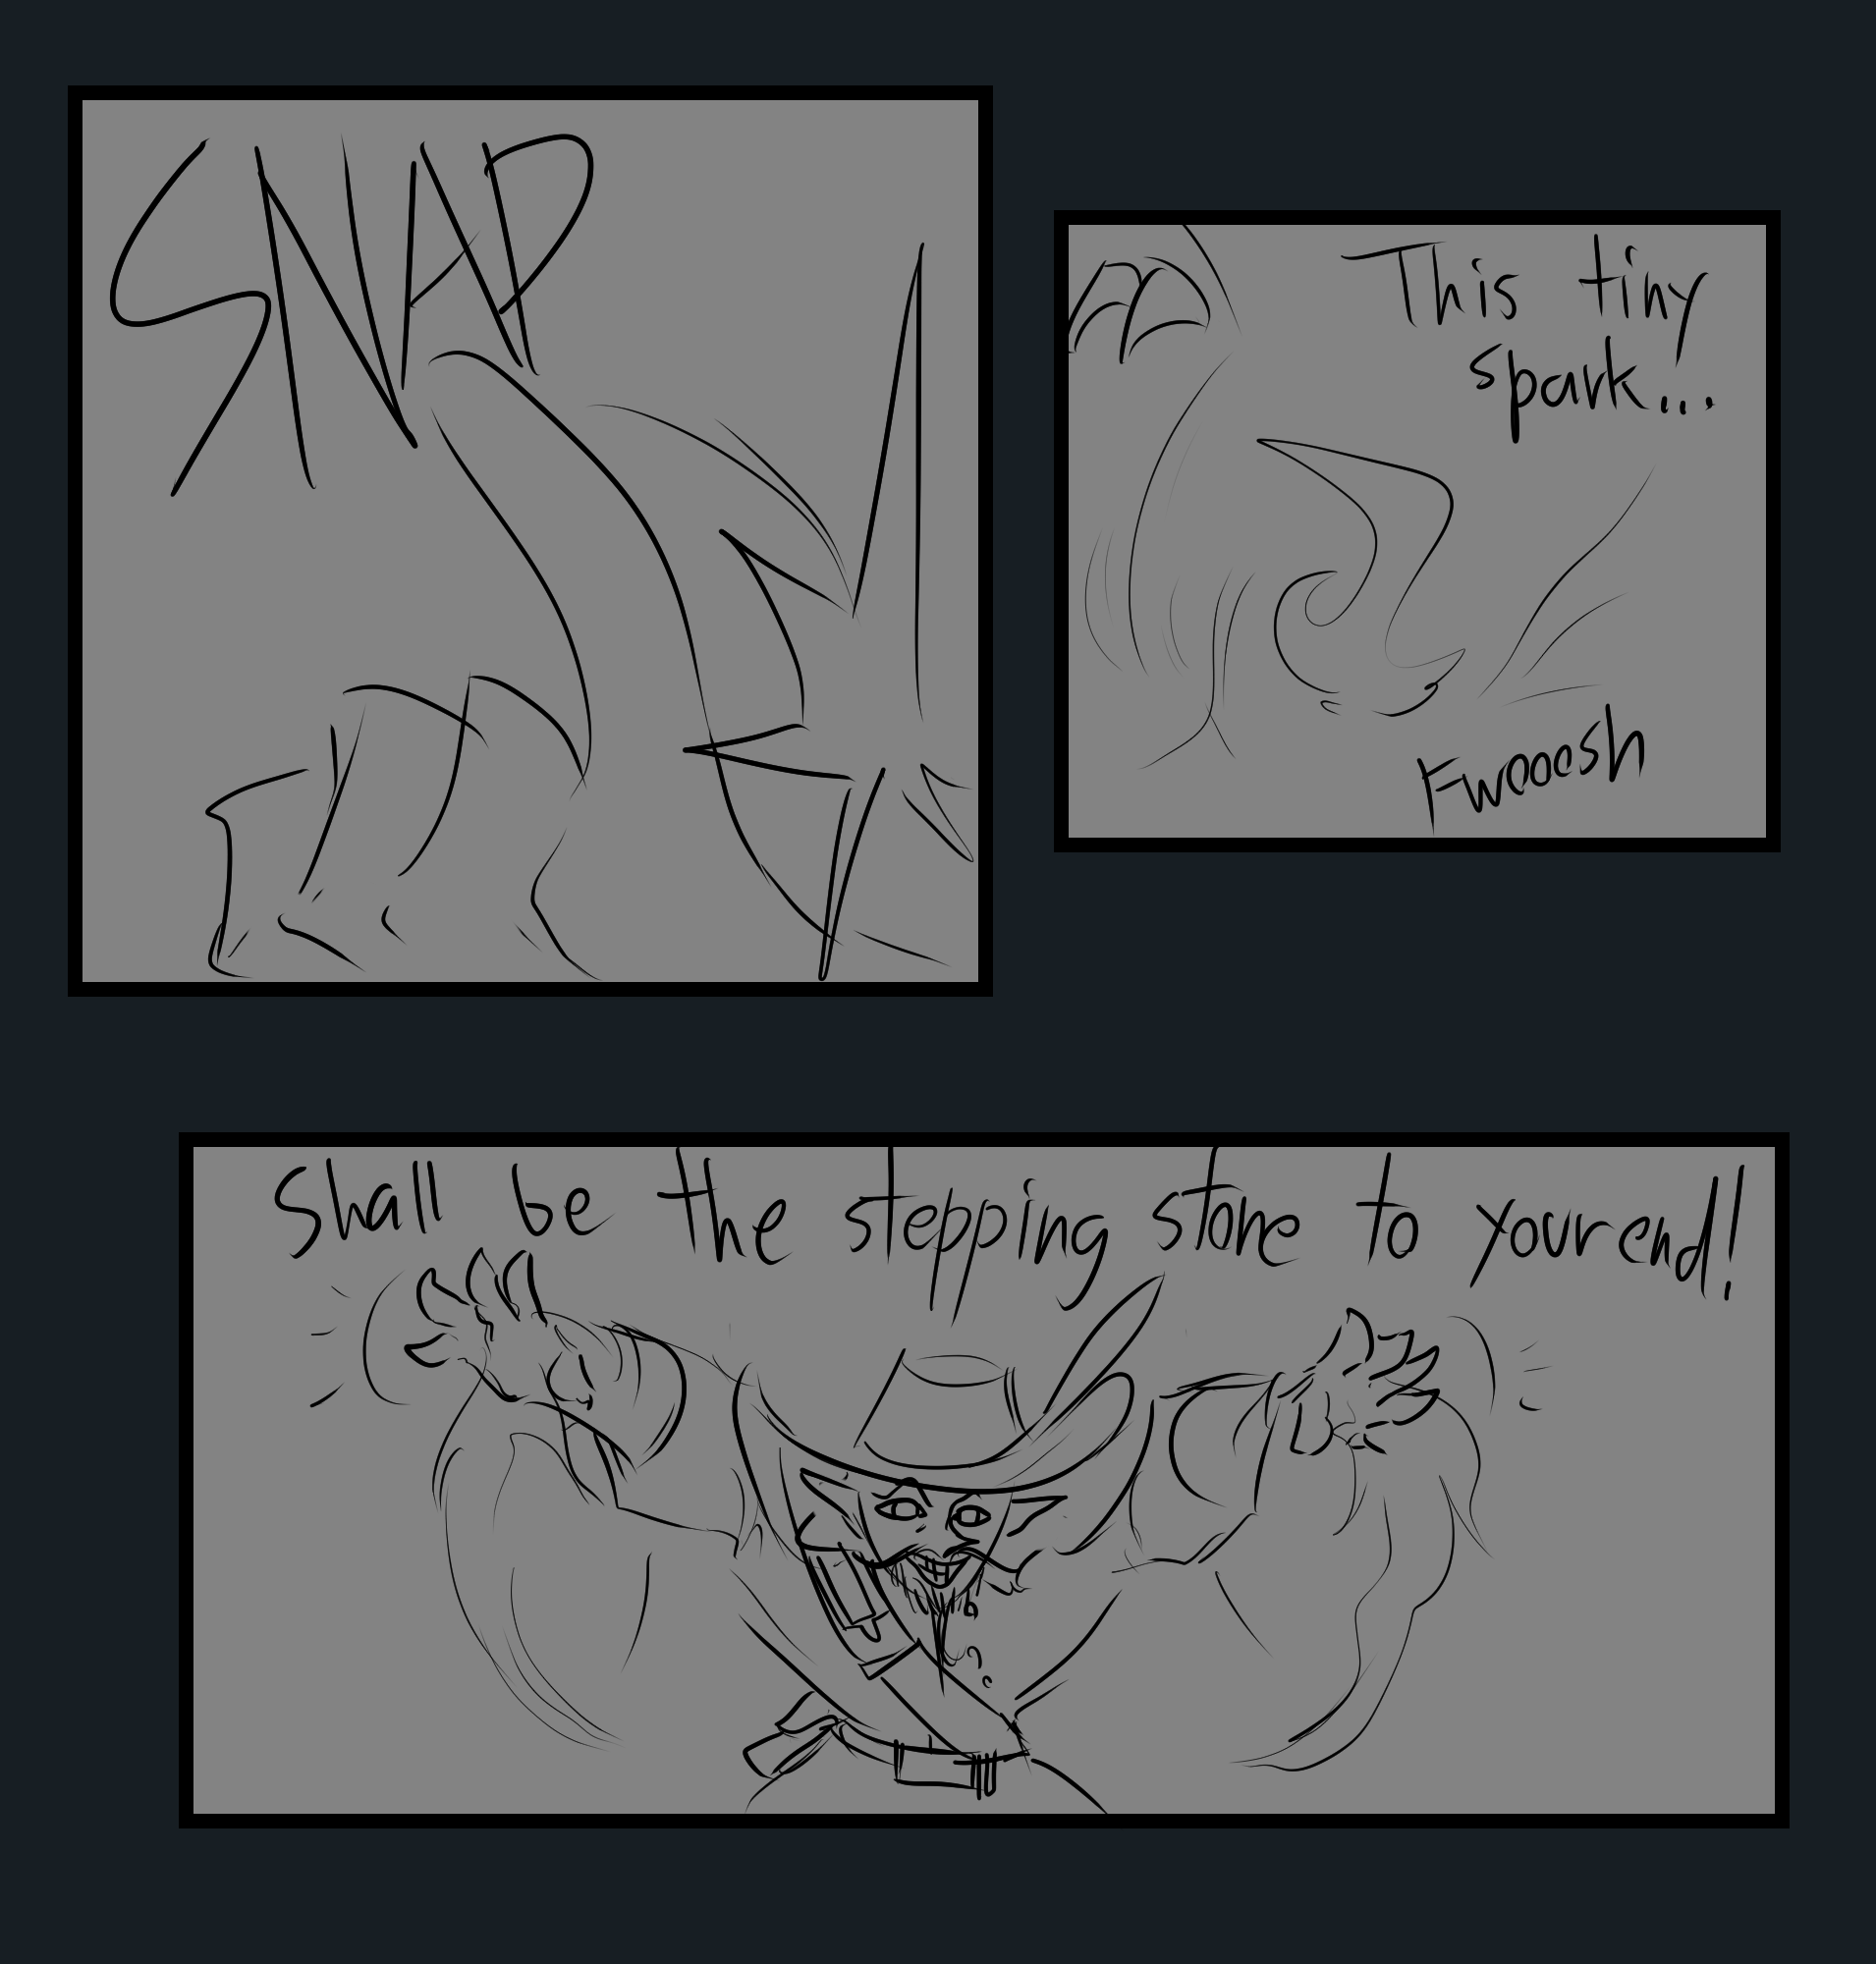 SNAP
This tiny
spark...
Fwooosh
Shall be the stepping stone to your end!